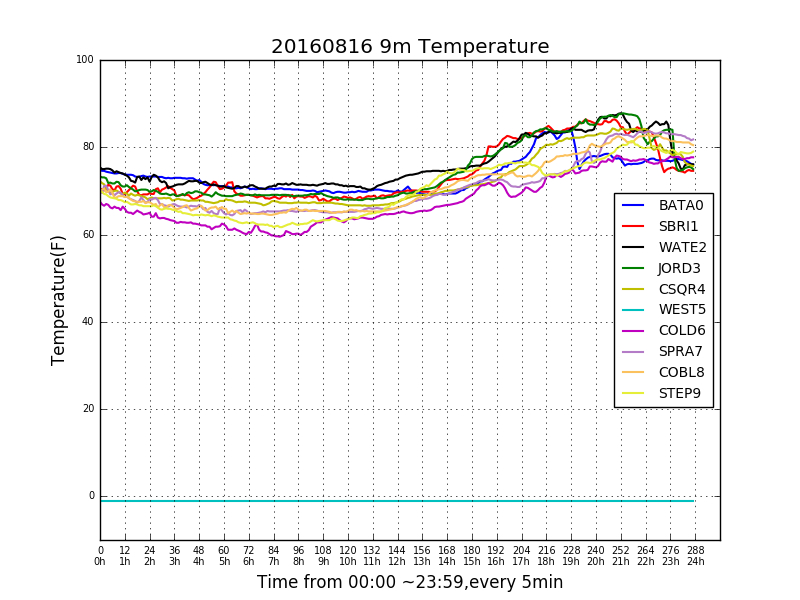 20160816 9m Temperature
100
80
60
40
20
0
Temperature(F)
BATA0
SBRI1
WATE2
JORD3
CSQR4
WEST5
COLD6
SPRA7
COBL8
STEP9
0 12 24 36 48 60 72 84 96 108 120 132 144 156 168 180 192 204 216 228 240 252 264 276 288
0h 1h 2h 3h 4h 5h 6h 7h 8h 9h 10h 11h 12h 13h 14h 15h 16h 17h 18h 19h 20h 21h 22h 23h 24h
Time from 00:00 ~23:59,every 5min